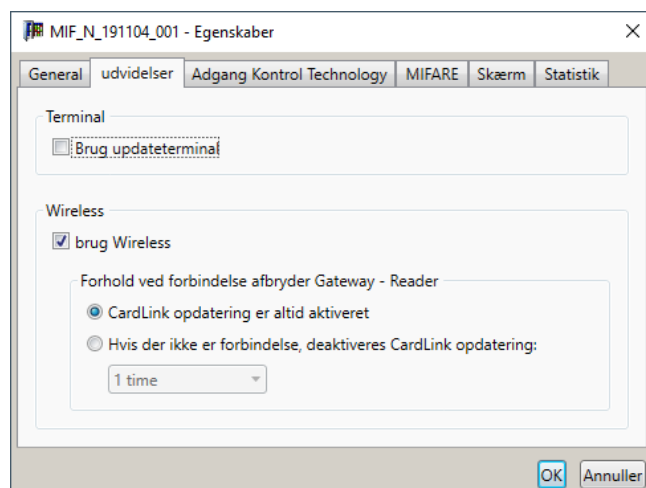 MIF_N_191104_001 - Egenskaber
General udvidelser Adgang Kontrol Technology MIFARE Skærm Statistik
Terminal
Brug updateterminal
Wireless
brug Wireless
Forhold ved forbindelse afbryder Gateway - Reader
CardLink opdatering er altid aktiveret
Hvis der ikke er forbindelse, deaktiveres CardLink opdatering:
1 time
OK Annuller